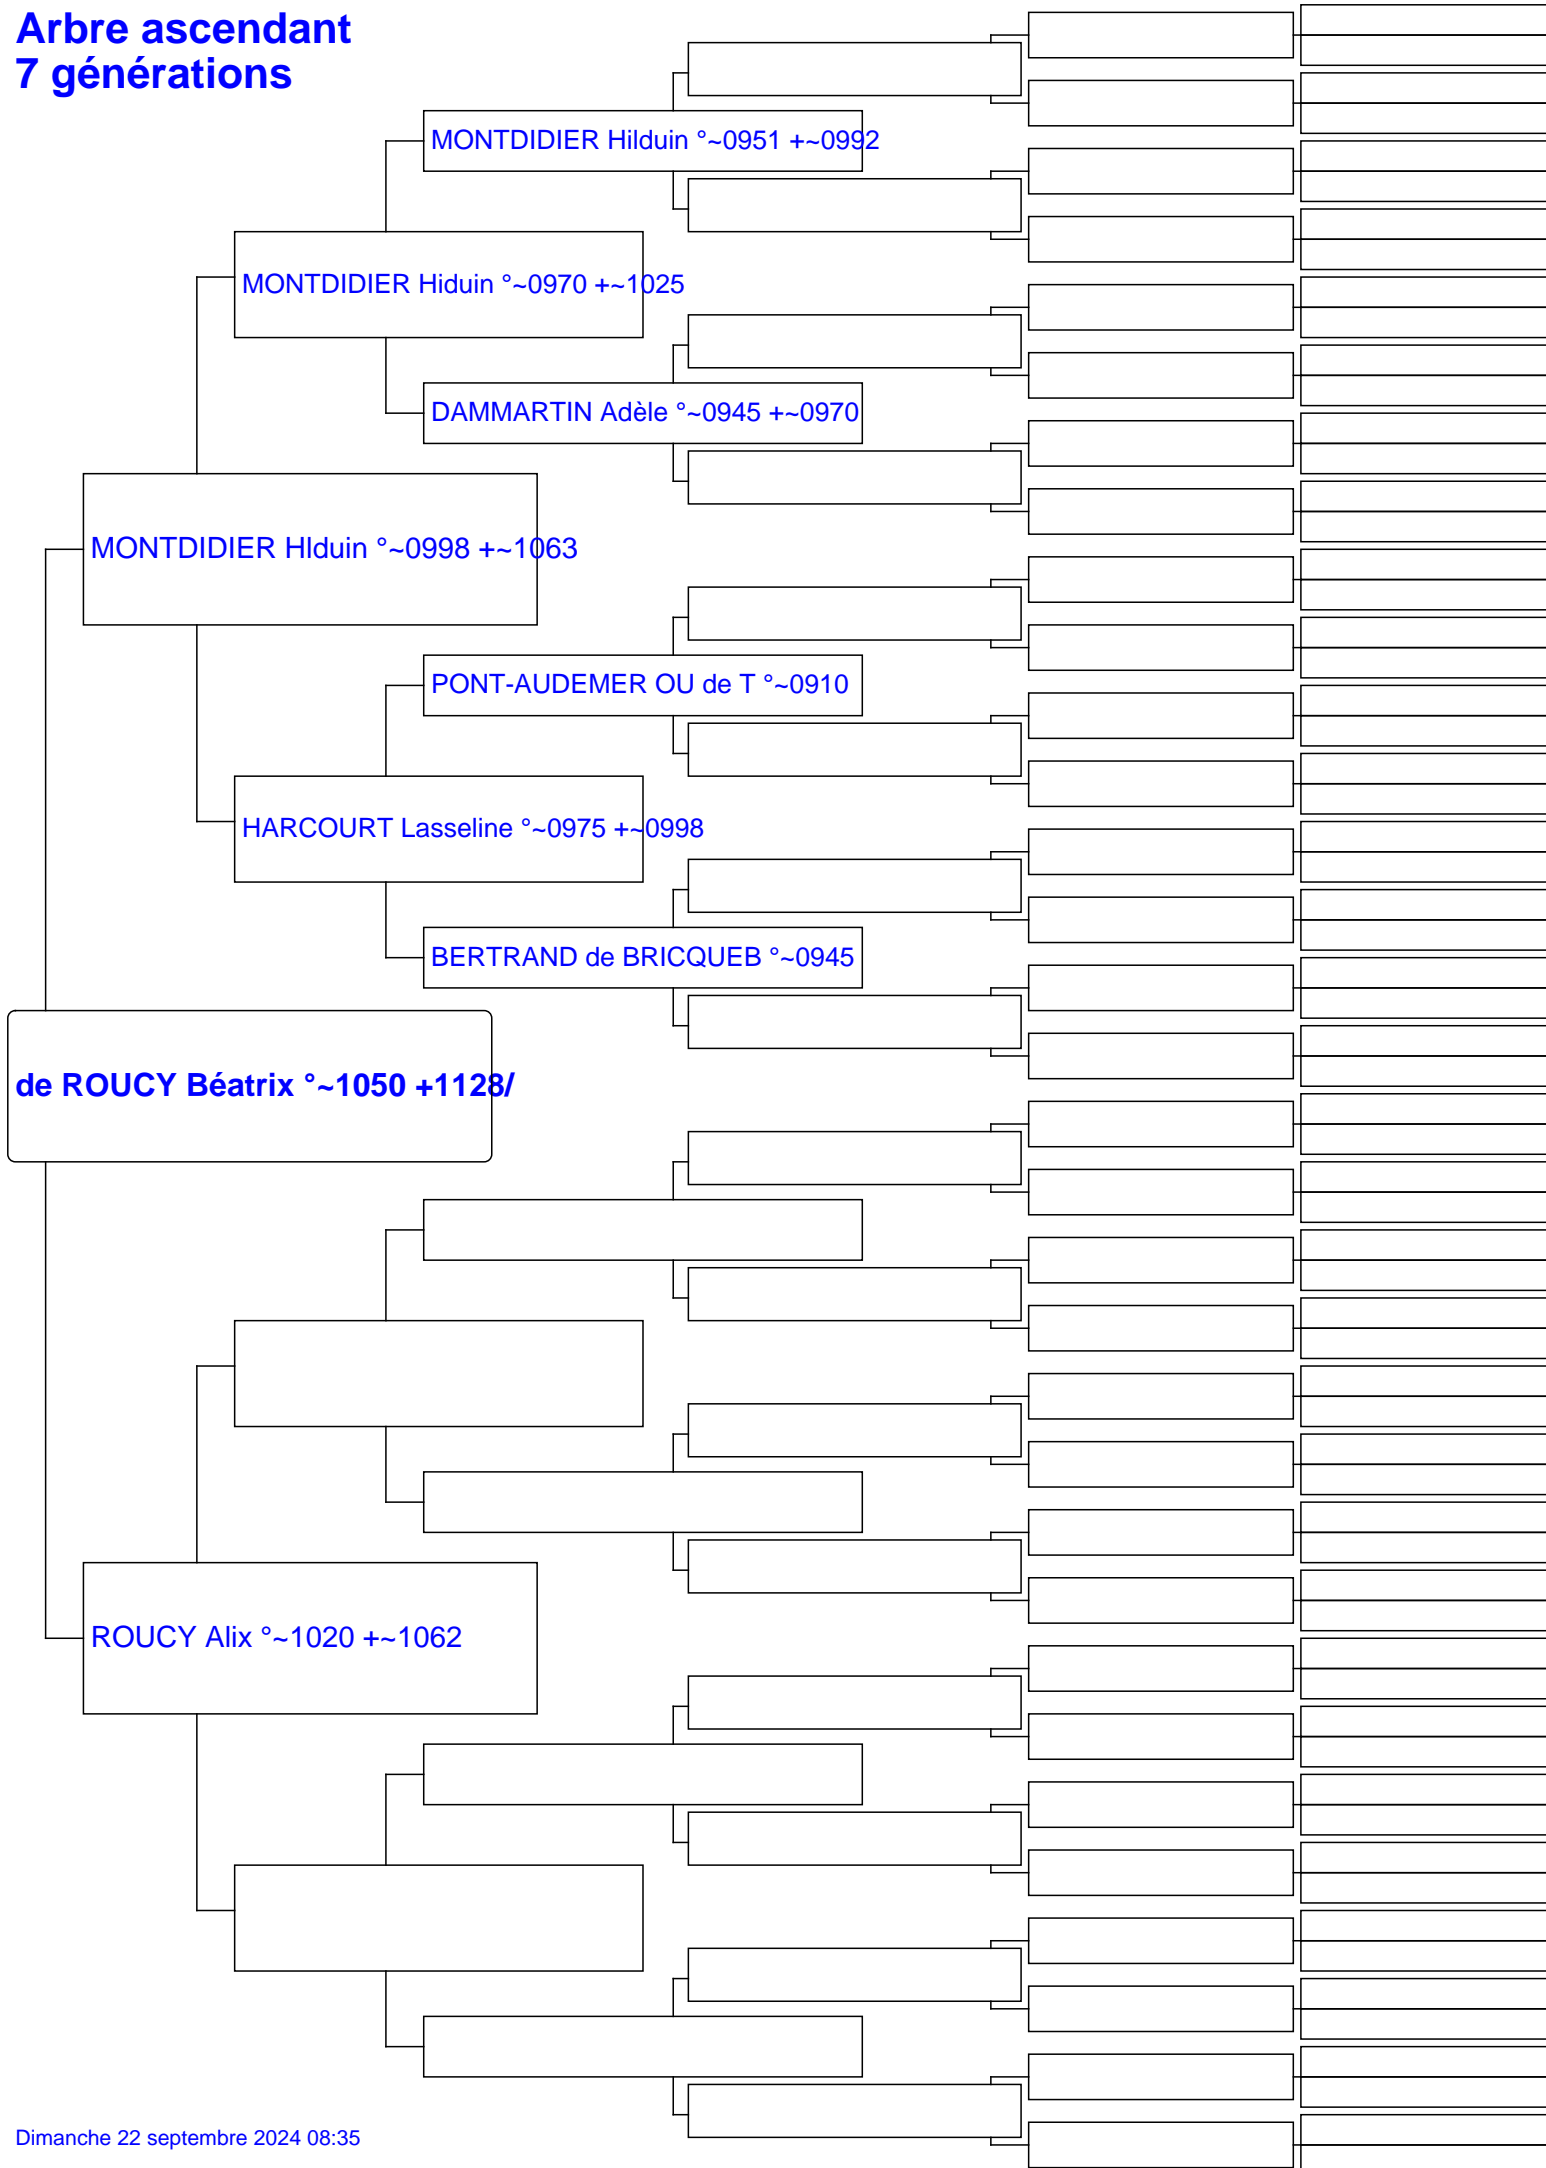 Arbre ascendant
7 générations
MONTDIDIER Hilduin °~0951 +~0992
MONTDIDIER Hiduin °~0970 +~1025
DAMMARTIN Adèle °~0945 +~0970
MONTDIDIER HIduin °~0998 +~1063
PONT-AUDEMER OU de T °~0910
HARCOURT Lasseline °~0975 +~0998
BERTRAND de BRICQUEB °~0945
de ROUCY Béatrix °~1050 +1128/
ROUCY Alix °~1020 +~1062
Dimanche 22 septembre 2024 08:35